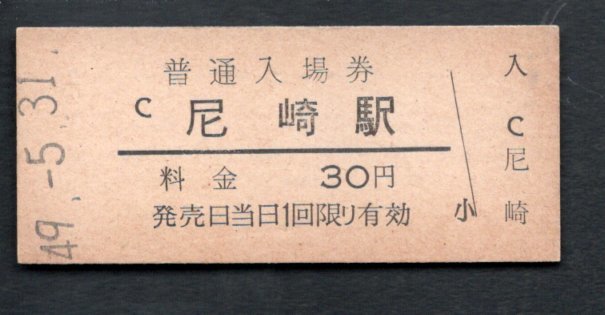 49.-5.31.
普通入場券
C 尼崎駅
料金 30円
発売日当日1回限り有効
小
入
C
尼
崎